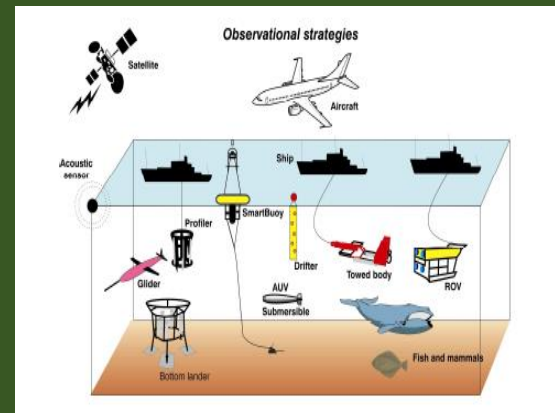 Observational strategies
Satellite
Aircraft
Acoustic
sensor
Ship
SmartBuoy
Profiler
Glider
Drifter
Towed body
ROV
AUV
Submersible
Bottom lander
Fish and mammals